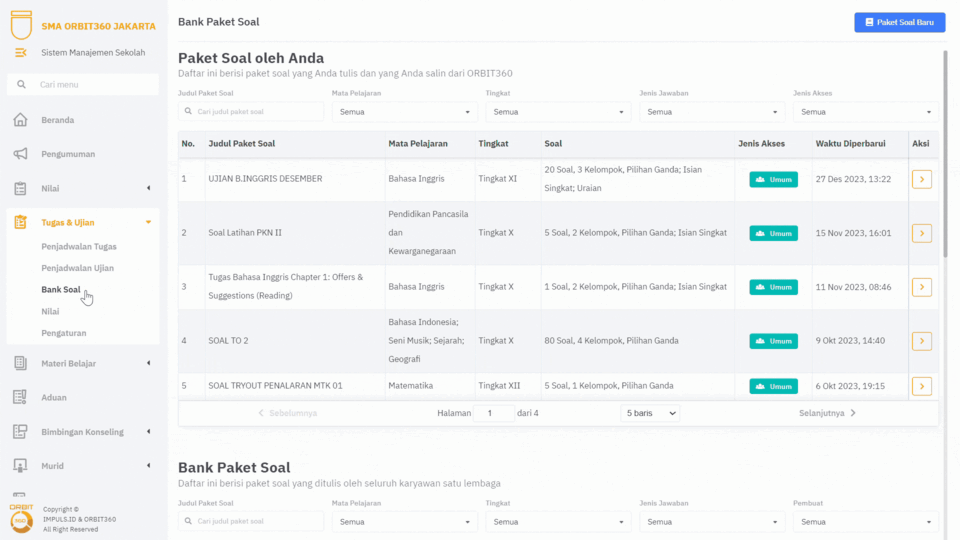 SMA ORBIT360 JAKARTA
Sistem Manajemen Sekolah
Cari menu
Beranda
Pengumuman
Nilai
Tugas & Ujian
Penjadwalan Tugas
Penjadwalan Ujian
Bank Soal
Nilai
Pengaturan
Materi Belajar
Aduan
Bimbingan Konseling
Murid
ORBIT
360
Copyright ©
IMPULS.ID & ORBIT360
All Right Reserved
Bank Paket Soal
Paket Soal Baru
Paket Soal oleh Anda
Daftar ini berisi paket soal yang Anda tulis dan yang Anda salin dari ORBIT360
Judul Paket Soal Mata Pelajaran Tingkat Jenis Jawaban Jenis Akses
Cari judul paket soal Semua Semua Semua Semua
No. Judul Paket Soal Mata Pelajaran Tingkat Soal Jenis Akses Waktu Diperbarui Aksi
1 UJIAN B.INGGRIS DESEMBER Bahasa Inggris Tingkat XI 20 Soal, 3 Kelompok, Pilihan Ganda; Isian
Singkat; Uraian Umum 27 Des 2023, 13:22
2 Soal Latihan PKN II Pendidikan Pancasila
dan
Kewarganegaraan Tingkat X 5 Soal, 2 Kelompok, Pilihan Ganda; Isian Singkat Umum 15 Nov 2023, 16:01
3 Tugas Bahasa Inggris Chapter 1: Offers &
Suggestions (Reading) Bahasa Inggris Tingkat X 1 Soal, 2 Kelompok, Pilihan Ganda; Isian Singkat Umum 11 Nov 2023, 08:46
4 SOAL TO 2 Bahasa Indonesia;
Seni Musik; Sejarah;
Geografi Tingkat X 80 Soal, 4 Kelompok, Pilihan Ganda Umum 9 Okt 2023, 14:40
5 SOAL TRYOUT PENALARAN MTK 01 Matematika Tingkat XII 5 Soal, 1 Kelompok, Pilihan Ganda Umum 6 Okt 2023, 19:15
Sebelumnya Halaman 1 dari 4 5 baris Selanjutnya
Bank Paket Soal
Daftar ini berisi paket soal yang ditulis oleh seluruh karyawan satu lembaga
Judul Paket Soal Mata Pelajaran Tingkat Jenis Jawaban Pembuat
Cari judul paket soal Semua Semua Semua Semua